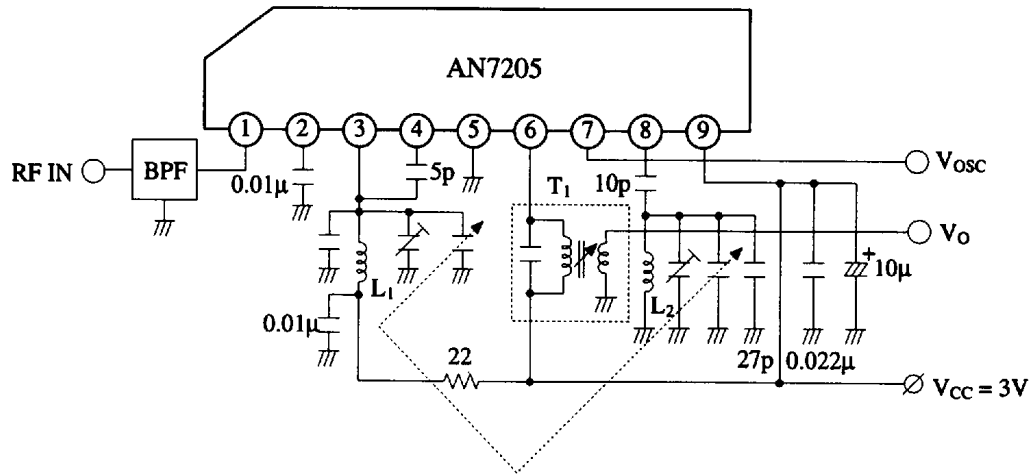 AN7205
1 2 3 4 5 6 7 8 9
RF IN
BPF
0.01μ
5p
T1
10p
VOSC
VO
L1
L2
+
10μ
0.01μ
27p
0.022μ
22
VCC = 3V